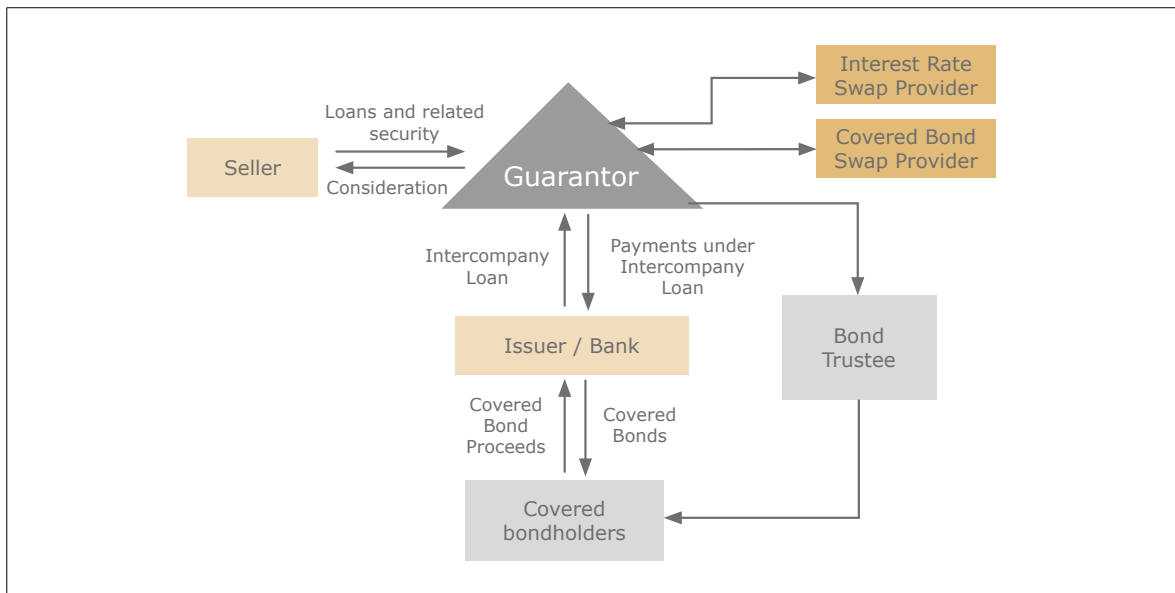 Interest Rate
Swap Provider
Loans and related
security
Covered Bond
Swap Provider
Seller
Guarantor
Consideration
Intercompany
Loan
Payments under
Intercompany
Loan
Issuer / Bank
Bond
Trustee
Covered
Bond
Proceeds
Covered
Bonds
Covered
bondholders